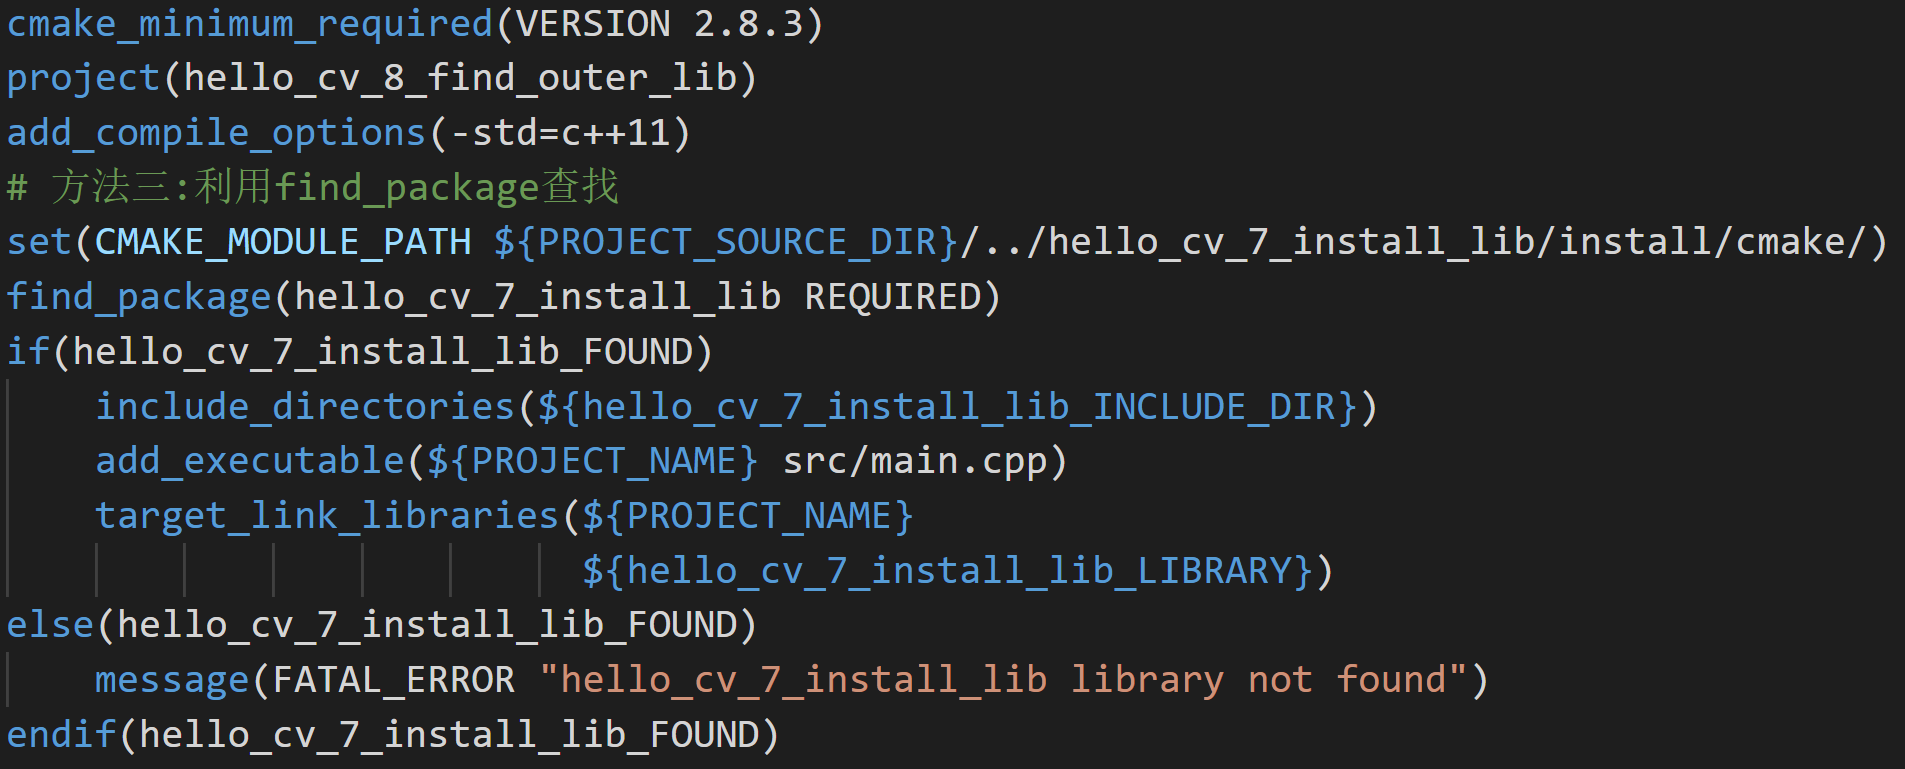 cmake_minimum_required(VERSION 2.8.3)
project(hello_cv_8_find_outer_lib)
add_compile_options(-std=c++11)
# 方法三:利用find_package查找
set(CMAKE_MODULE_PATH ${PROJECT_SOURCE_DIR}/../hello_cv_7_install_lib/install/cmake/)
find_package(hello_cv_7_install_lib REQUIRED)
if(hello_cv_7_install_lib_FOUND)
    include_directories(${hello_cv_7_install_lib_INCLUDE_DIR})
    add_executable(${PROJECT_NAME} src/main.cpp)
    target_link_libraries(${PROJECT_NAME}
                          ${hello_cv_7_install_lib_LIBRARY})
else(hello_cv_7_install_lib_FOUND)
    message(FATAL_ERROR "hello_cv_7_install_lib library not found")
endif(hello_cv_7_install_lib_FOUND)